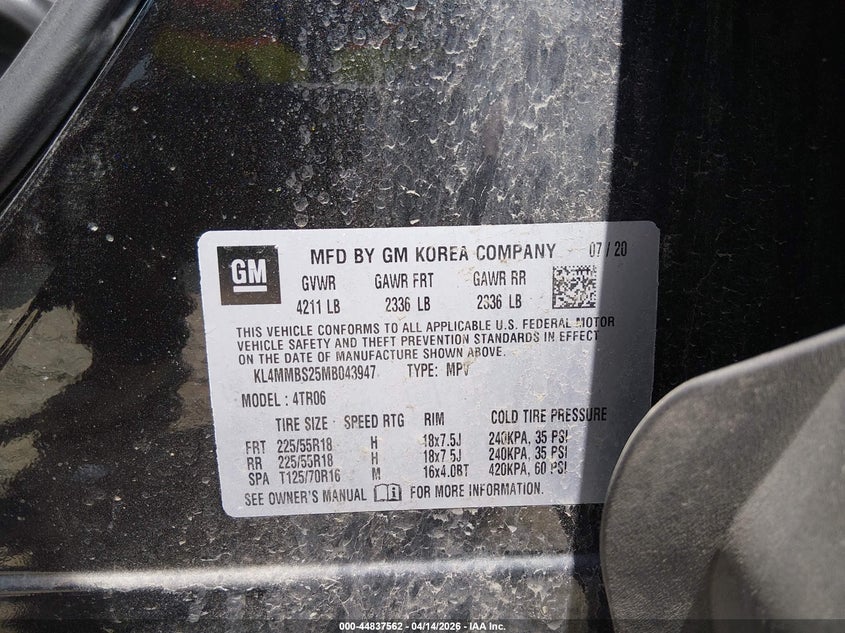 GM
MFD BY GM KOREA COMPANY 07 / 20
GVWR GAWR FRT GAWR RR
4211 LB 2336 LB 2336 LB
THIS VEHICLE CONFORMS TO ALL APPLICABLE U.S. FEDERAL MOTOR
VEHICLE SAFETY AND THEFT PREVENTION STANDARDS IN EFFECT
ON THE DATE OF MANUFACTURE SHOWN ABOVE.
KL4MMBS25MB043947 TYPE: MPV
MODEL : 4TR06
TIRE SIZE SPEED RTG RIM COLD TIRE PRESSURE
FRT 225/55R18 H 18x7.5J 240KPA, 35 PSI
RR 225/55R18 H 18x7.5J 240KPA, 35 PSI
SPA T125/70R16 M 16x4.0BT 420KPA, 60 PSI
SEE OWNER'S MANUAL FOR MORE INFORMATION.
000-44837562 - 04/14/2026 - IAA Inc.